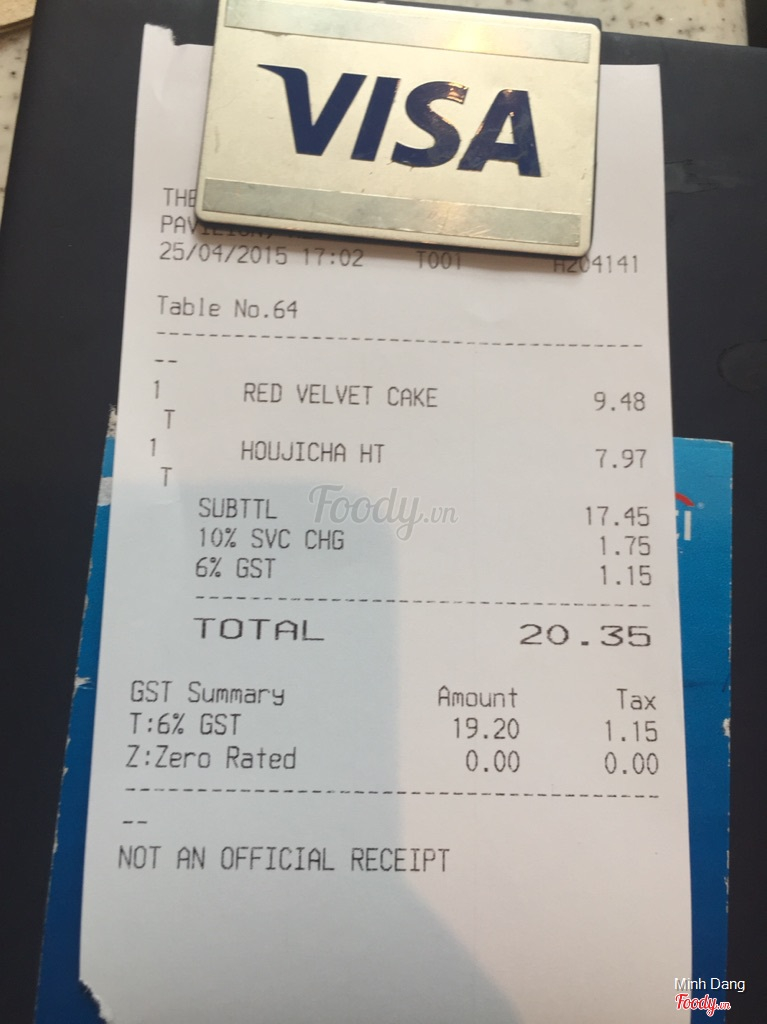 VISA
THE
PAVILION,
25/04/2015 17:02 T001 A204141
Table No.64
--
1 RED VELVET CAKE 9.48
T
1 HOUJICHA HT 7.97
T
SUBTTL 17.45
10% SVC CHG 1.75
6% GST 1.15
TOTAL 20.35
GST Summary Amount Tax
T:6% GST 19.20 1.15
Z:Zero Rated 0.00 0.00
--
NOT AN OFFICIAL RECEIPT
Foody.vn
Minh Dang
Foody.vn